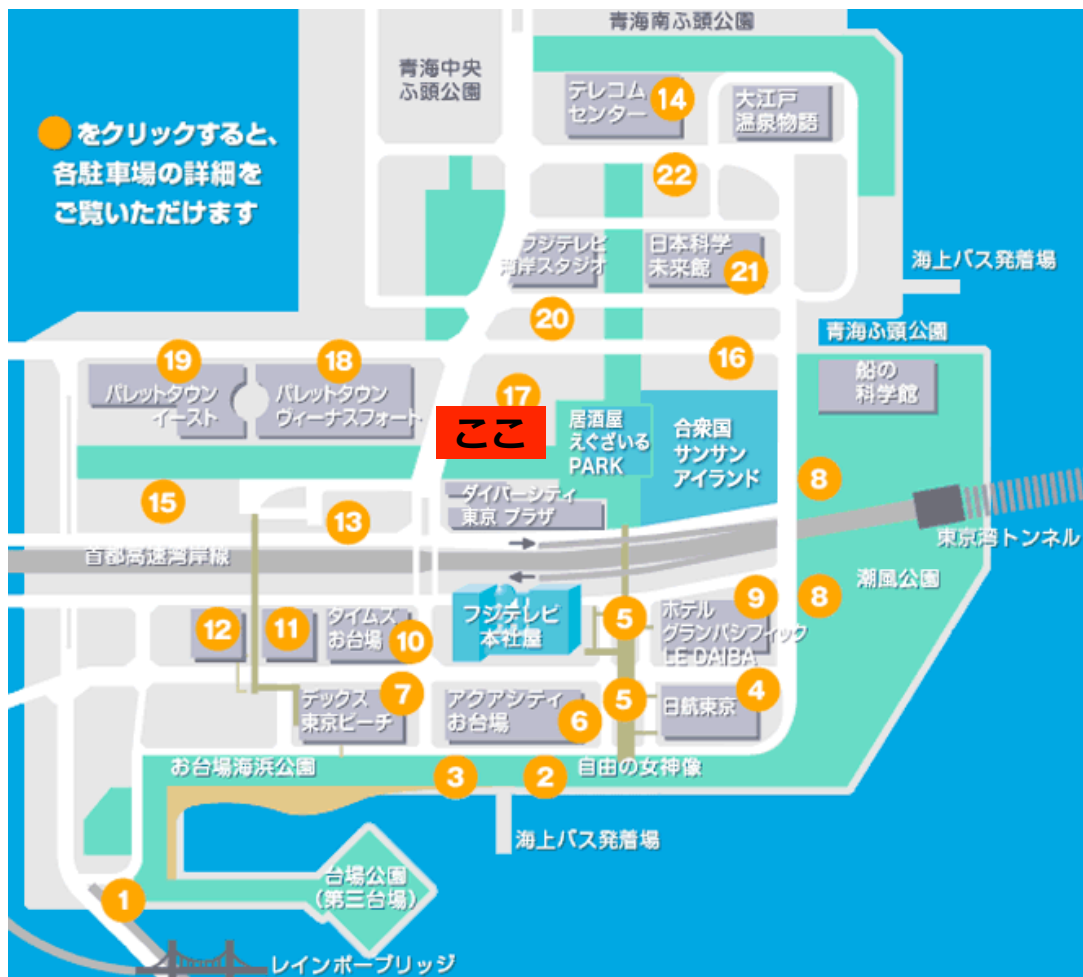 青海南ふ頭公園
青海中央
ふ頭公園
テレコム
センター
14
大江戸
温泉物語
をクリックすると、
各駐車場の詳細を
ご覧いただけます
22
フジテレビ
湾岸スタジオ
日本科学
未来館
21
海上バス発着場
20
青海ふ頭公園
19
18
16
パレットタウン
イースト
パレットタウン
ヴィーナスフォート
17
船の
科学館
ここ
居酒屋
えぐざいる
PARK
合衆国
サンサン
アイランド
8
15
13
ダイバーシティ
東京 プラザ
東京湾トンネル
首都高速湾岸線
潮風公園
12
11
タイムズ
お台場
10
フジテレビ
本社屋
5
ホテル
グランパシフィック
LE DAIBA
9
8
デックス
東京ビーチ
7
アクアシティ
お台場
6
5
日航東京
4
お台場海浜公園
3
2
自由の女神像
海上バス発着場
台場公園
(第三台場)
1
レインボーブリッジ